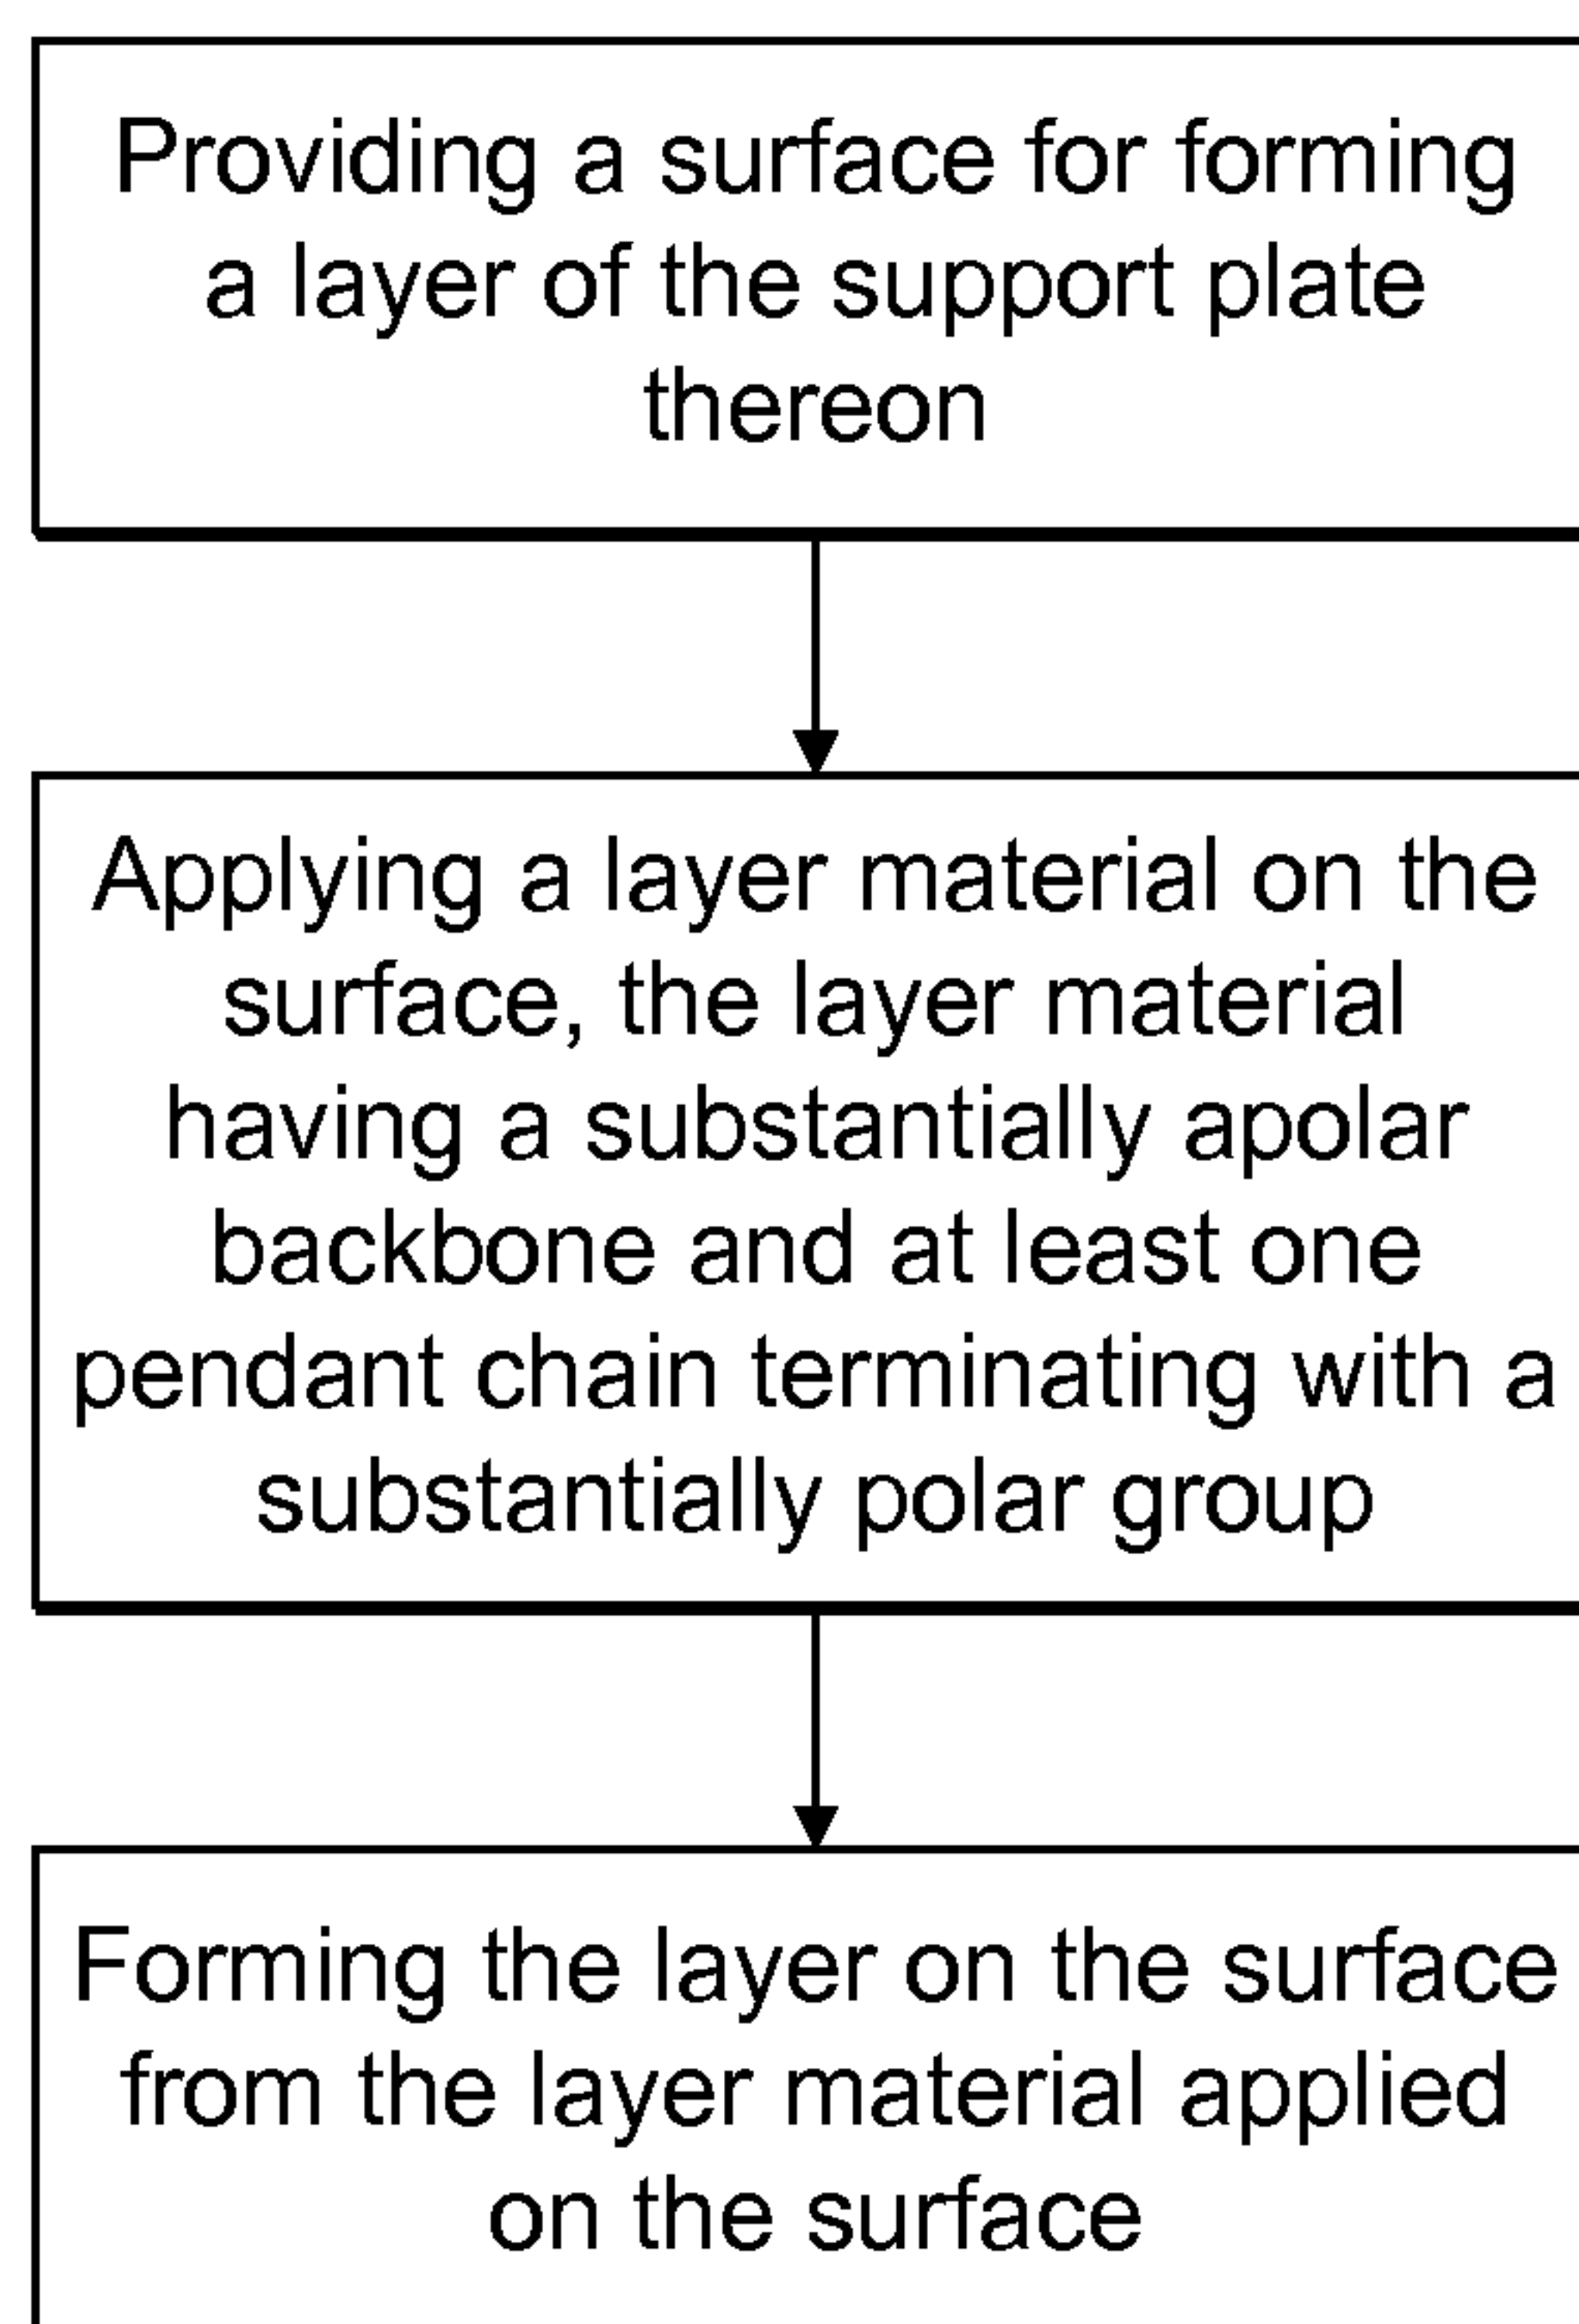 Providing a surface for forming
a layer of the support plate
thereon
Applying a layer material on the
surface, the layer material
having a substantially apolar
backbone and at least one
pendant chain terminating with a
substantially polar group
Forming the layer on the surface
from the layer material applied
on the surface